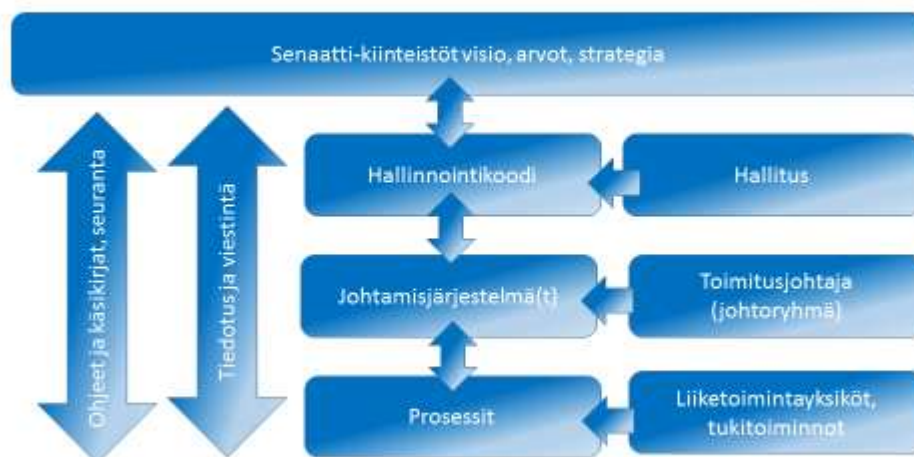 Senaatti-kiinteistöt visio, arvot, strategia
Ohjeet ja käsikirjat, seuranta
Tiedotus ja viestintä
Hallinnointikoodi
Hallitus
Johtamisjärjestelmä(t)
Toimitusjohtaja
(johtoryhmä)
Prosessit
Liiketoimintayksiköt,
tukitoiminnot